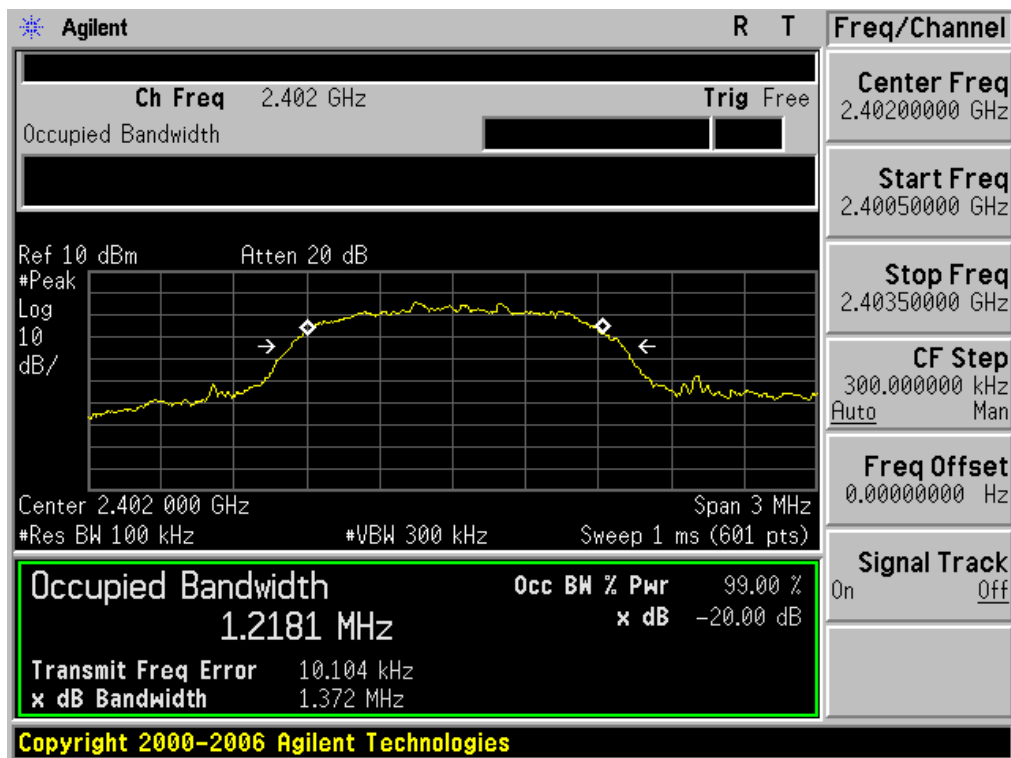 Agilent R T
Ch Freq 2.402 GHz Trig Free
Occupied Bandwidth
Ref 10 dBm Atten 20 dB
#Peak
Log
10
dB/
Center 2.402 000 GHz Span 3 MHz
#Res BW 100 kHz #VBW 300 kHz Sweep 1 ms (601 pts)
Occupied Bandwidth
1.2181 MHz
Occ BW % Pwr 99.00 %
x dB -20.00 dB
Transmit Freq Error 10.104 kHz
x dB Bandwidth 1.372 MHz
Copyright 2000-2006 Agilent Technologies
Freq/Channel
Center Freq
2.40200000 GHz
Start Freq
2.40050000 GHz
Stop Freq
2.40350000 GHz
CF Step
300.000000 kHz
Auto Man
Freq Offset
0.00000000 Hz
Signal Track
On Off